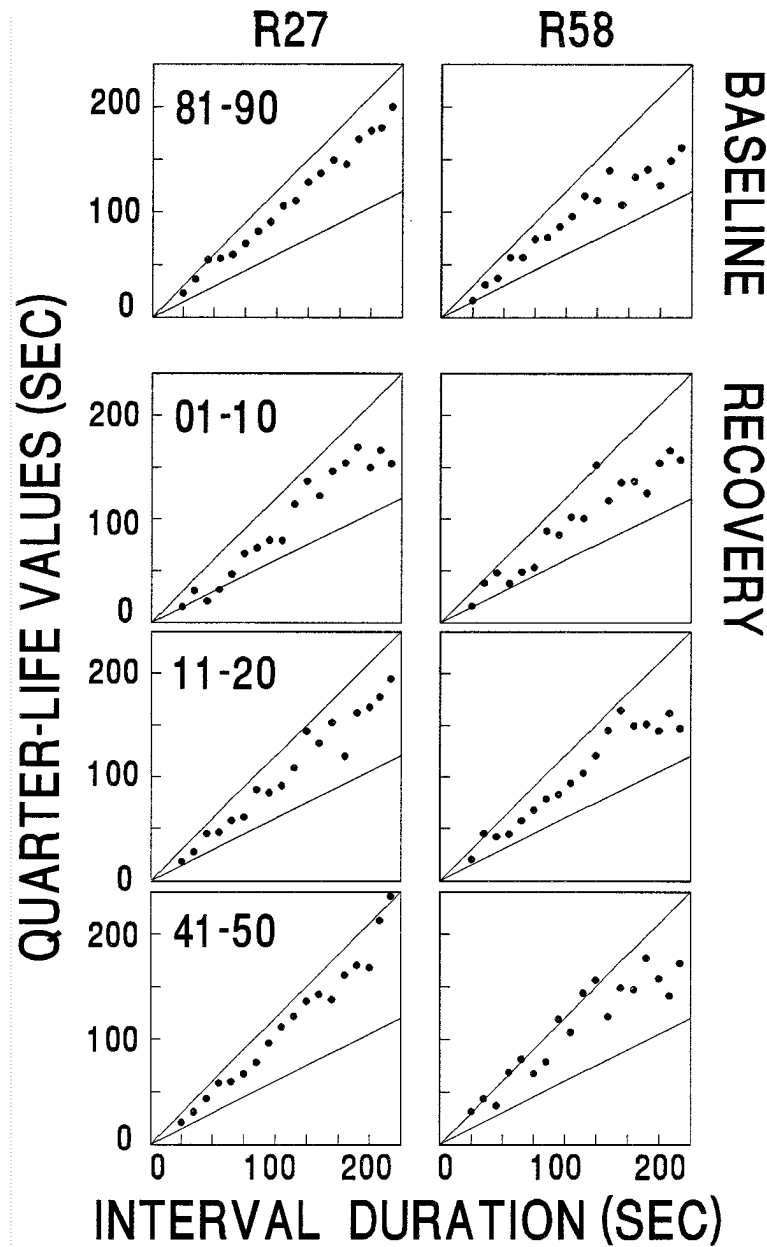 R27 R58
BASELINE
81-90
200
100
0
RECOVERY
01-10
200
100
0
11-20
200
100
0
41-50
200
100
0
0 100 200 0 100 200
QUARTER-LIFE VALUES (SEC)
INTERVAL DURATION (SEC)